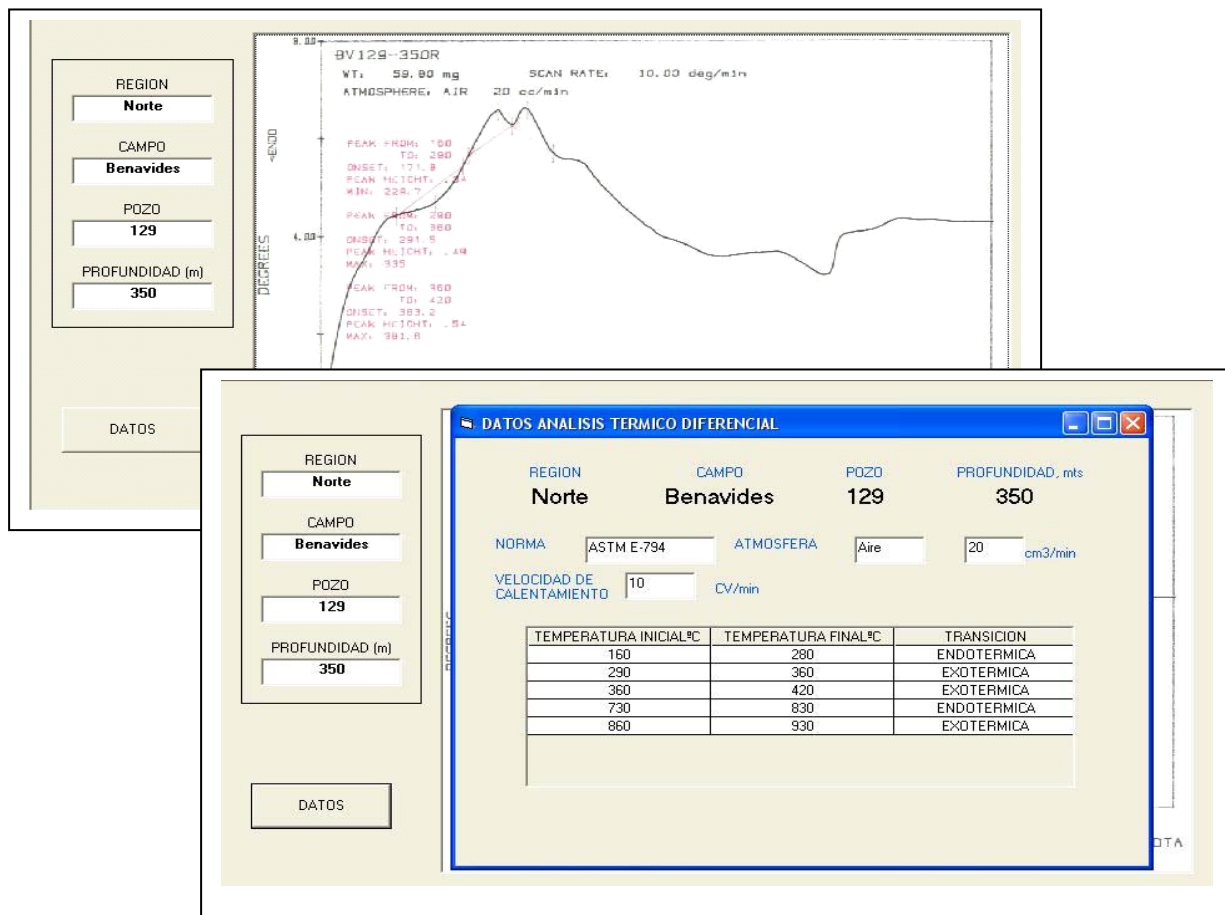 8.00
BV129-350R
WT: 59.80 mg SCAN RATE: 10.00 deg/min
ATMOSPHERE: AIR 20 cc/min
<ENDO
PEAK FROM: 160
TO: 280
ONSET: 171.8
PEAK HEIGHT: .34
MIN: 228.7
PEAK FROM: 290
TO: 360
ONSET: 291.5
PEAK HEIGHT: .49
MAX: 335
PEAK FROM: 360
TO: 420
ONSET: 383.2
PEAK HEIGHT: .54
MAX: 391.6
4.00
DEGREES
REGION
Norte
CAMPO
Benavides
POZO
129
PROFUNDIDAD (m)
350
DATOS
REGION
Norte
CAMPO
Benavides
POZO
129
PROFUNDIDAD (m)
350
DATOS
DATOS ANALISIS TERMICO DIFERENCIAL
REGION CAMPO POZO PROFUNDIDAD, mts
Norte Benavides 129 350
NORMA ASTM E-794 ATMOSFERA Aire 20 cm3/min
VELOCIDAD DE
CALENTAMIENTO 10 CV/min
TEMPERATURA INICIALºC TEMPERATURA FINALºC TRANSICION
160 280 ENDOTERMICA
290 360 EXOTERMICA
360 420 EXOTERMICA
730 830 ENDOTERMICA
860 930 EXOTERMICA